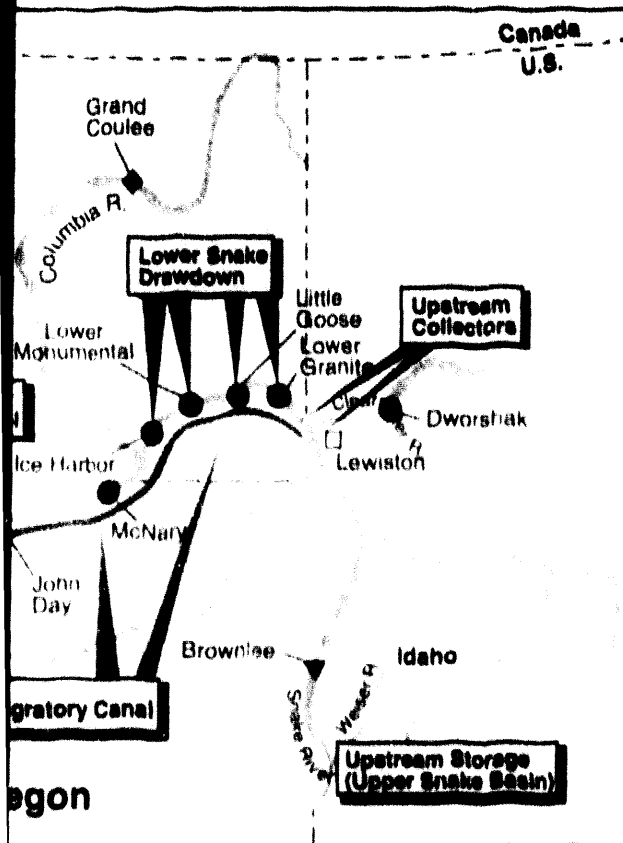 Canada
U.S.
Grand
Coulee
Columbia R.
Lower Snake
Drawdown
Little
Goose
Upstream
Collectors
Lower
Monumental
Lower
Granite
N
Clear
Dworshak
R
Ice Harbor
Lewiston
McNary
John
Day
Brownlee
Idaho
Weiser R
Snake River
gratory Canal
Upstream Storage
(Upper Snake Basin)
egon